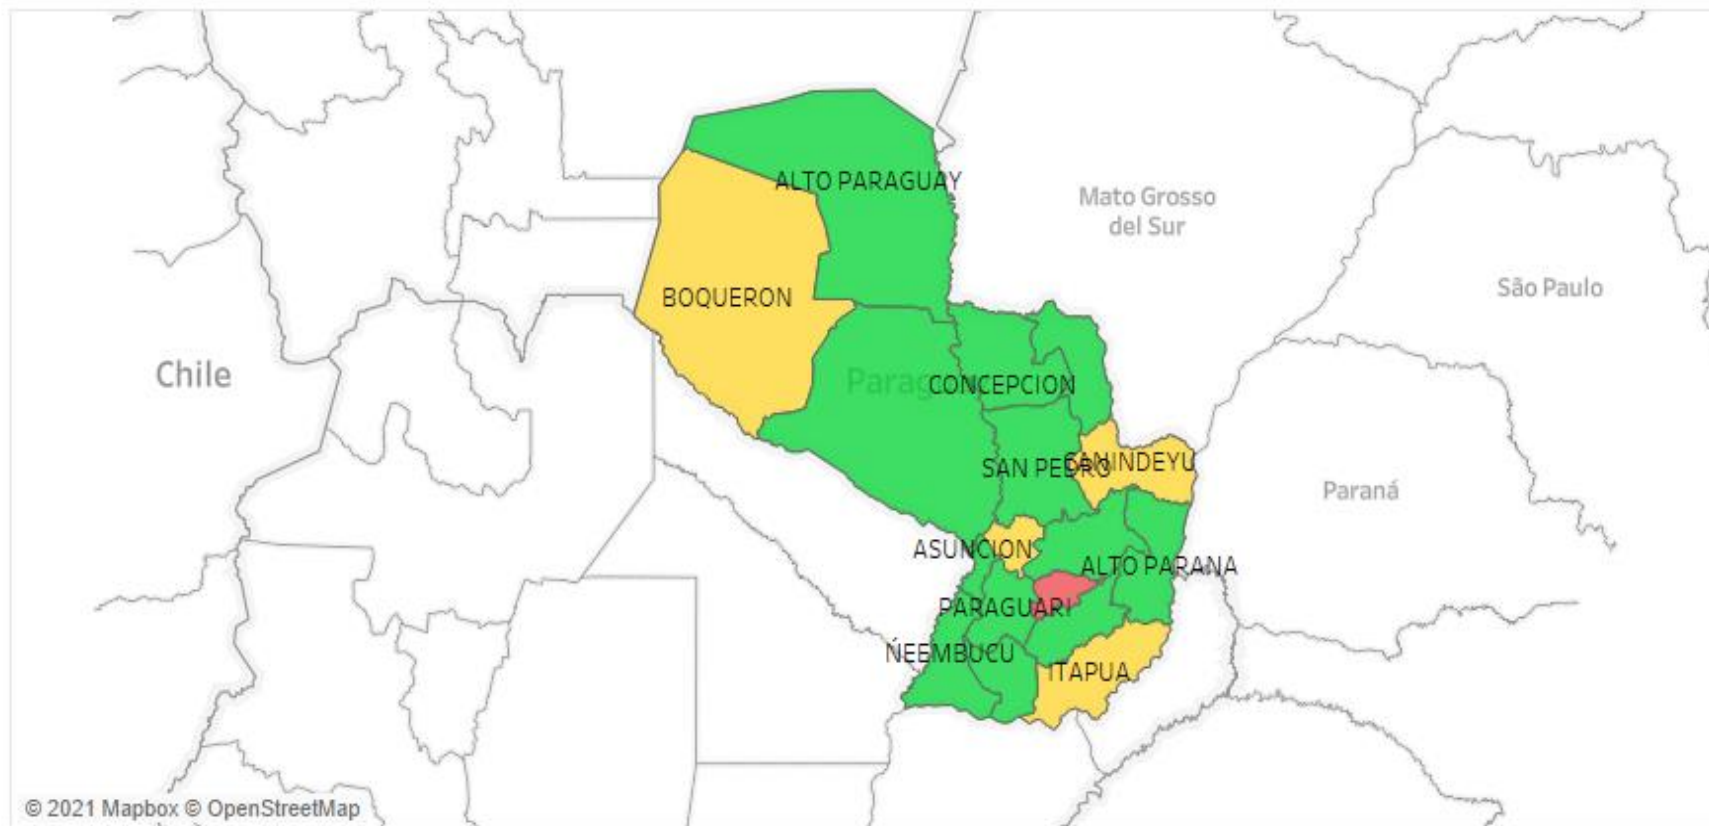 ALTO PARAGUAY
Mato Grosso
del Sur
BOQUERON
São Paulo
Chile
CONCEPCION
SAN PEDRO
CANINDEYU
Paraná
ASUNCION
ALTO PARANA
PARAGUARI
ÑEEMBUCU
ITAPUA
© 2021 Mapbox © OpenStreetMap